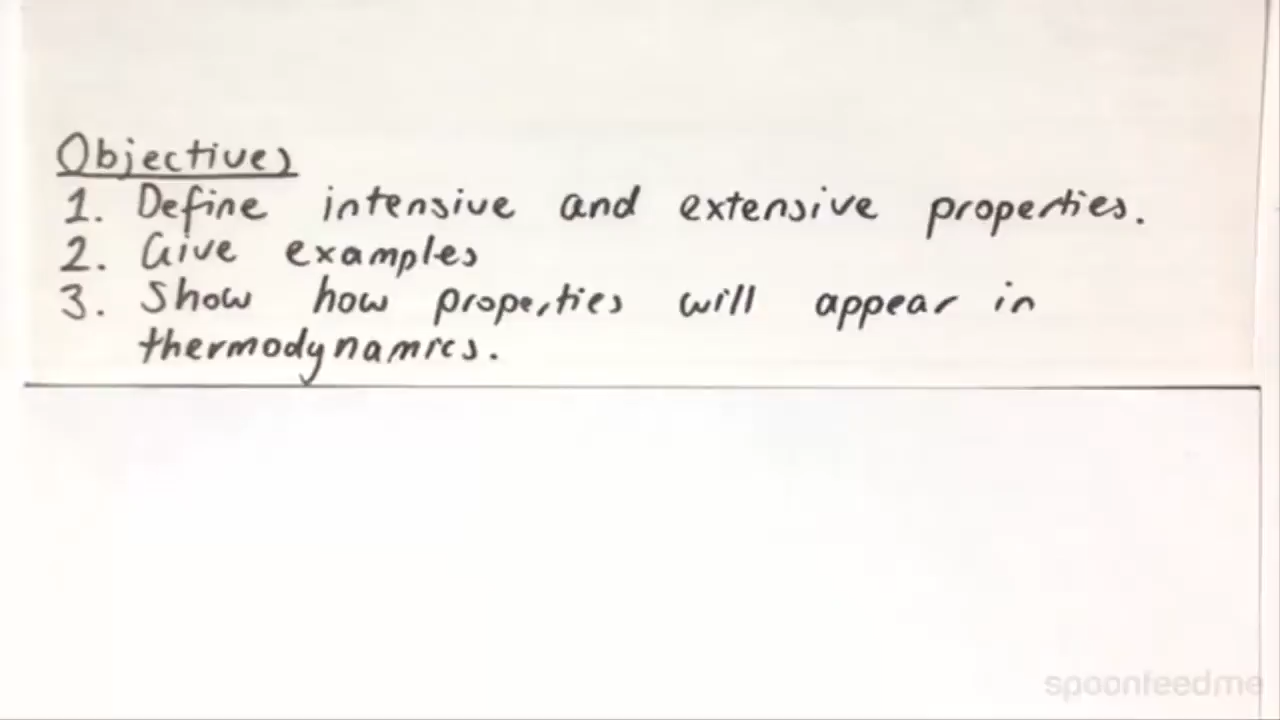 Objectives
1. Define intensive and extensive properties.
2. Give examples
3. Show how properties will appear in
thermodynamics.
spoonfeedme